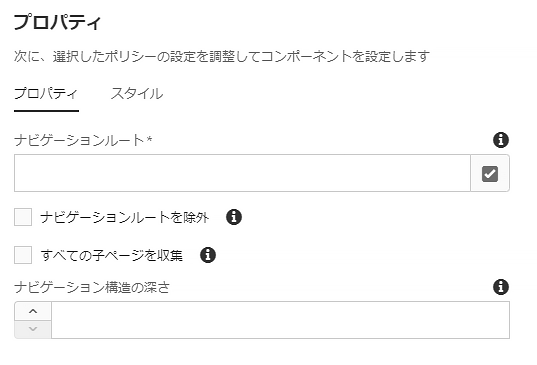 プロパティ
次に、選択したポリシーの設定を調整してコンポーネントを設定します
プロパティ スタイル
ナビゲーションルート *
ナビゲーションルートを除外
すべての子ページを収集
ナビゲーション構造の深さ